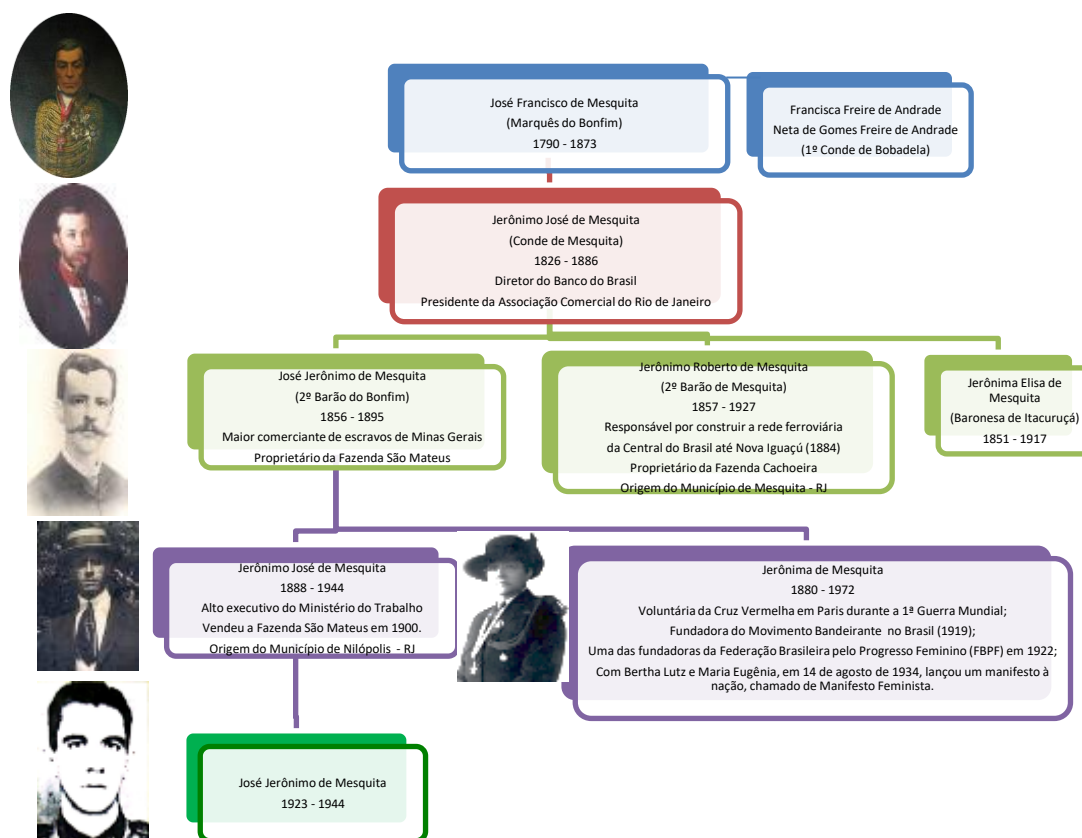 José Francisco de Mesquita
(Marquês do Bonfim)
1790 - 1873
Francisca Freire de Andrade
Neta de Gomes Freire de Andrade
(1º Conde de Bobadela)
Jerônimo José de Mesquita
(Conde de Mesquita)
1826 - 1886
Diretor do Banco do Brasil
Presidente da Associação Comercial do Rio de Janeiro
José Jerônimo de Mesquita
(2º Barão do Bonfim)
1856 - 1895
Maior comerciante de escravos de Minas Gerais
Proprietário da Fazenda São Mateus
Jerônimo Roberto de Mesquita
(2º Barão de Mesquita)
1857 - 1927
Responsável por construir a rede ferroviária
da Central do Brasil até Nova Iguaçú (1884)
Proprietário da Fazenda Cachoeira
Origem do Município de Mesquita - RJ
Jerônima Elisa de
Mesquita
(Baronesa de Itacuruçá)
1851 - 1917
Jerônimo José de Mesquita
1888 - 1944
Alto executivo do Ministério do Trabalho
Vendeu a Fazenda São Mateus em 1900.
Origem do Município de Nilópolis - RJ
Jerônima de Mesquita
1880 - 1972
Voluntária da Cruz Vermelha em Paris durante a 1ª Guerra Mundial;
Fundadora do Movimento Bandeirante no Brasil (1919);
Uma das fundadoras da Federação Brasileira pelo Progresso Feminino (FBPF) em 1922;
Com Bertha Lutz e Maria Eugênia, em 14 de agosto de 1934, lançou um manifesto à
nação, chamado de Manifesto Feminista.
José Jerônimo de Mesquita
1923 - 1944